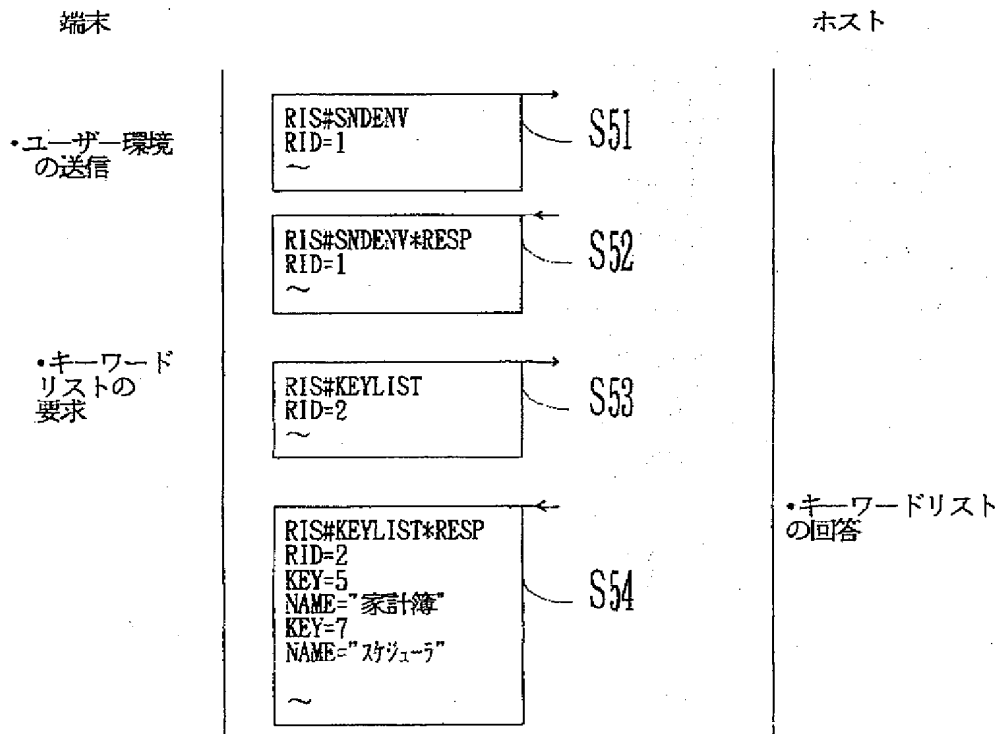 端末
ホスト
・ユーザー環境
の送信
RIS#SNDENV
RID=1
～
S51
RIS#SNDENV*RESP
RID=1
～
S52
・キーワード
リストの
要求
RIS#KEYLIST
RID=2
～
S53
・キーワードリスト
の回答
RIS#KEYLIST*RESP
RID=2
KEY=5
NAME="家計簿"
KEY=7
NAME="ｽｹｼﾞｭｰﾗ"
～
S54